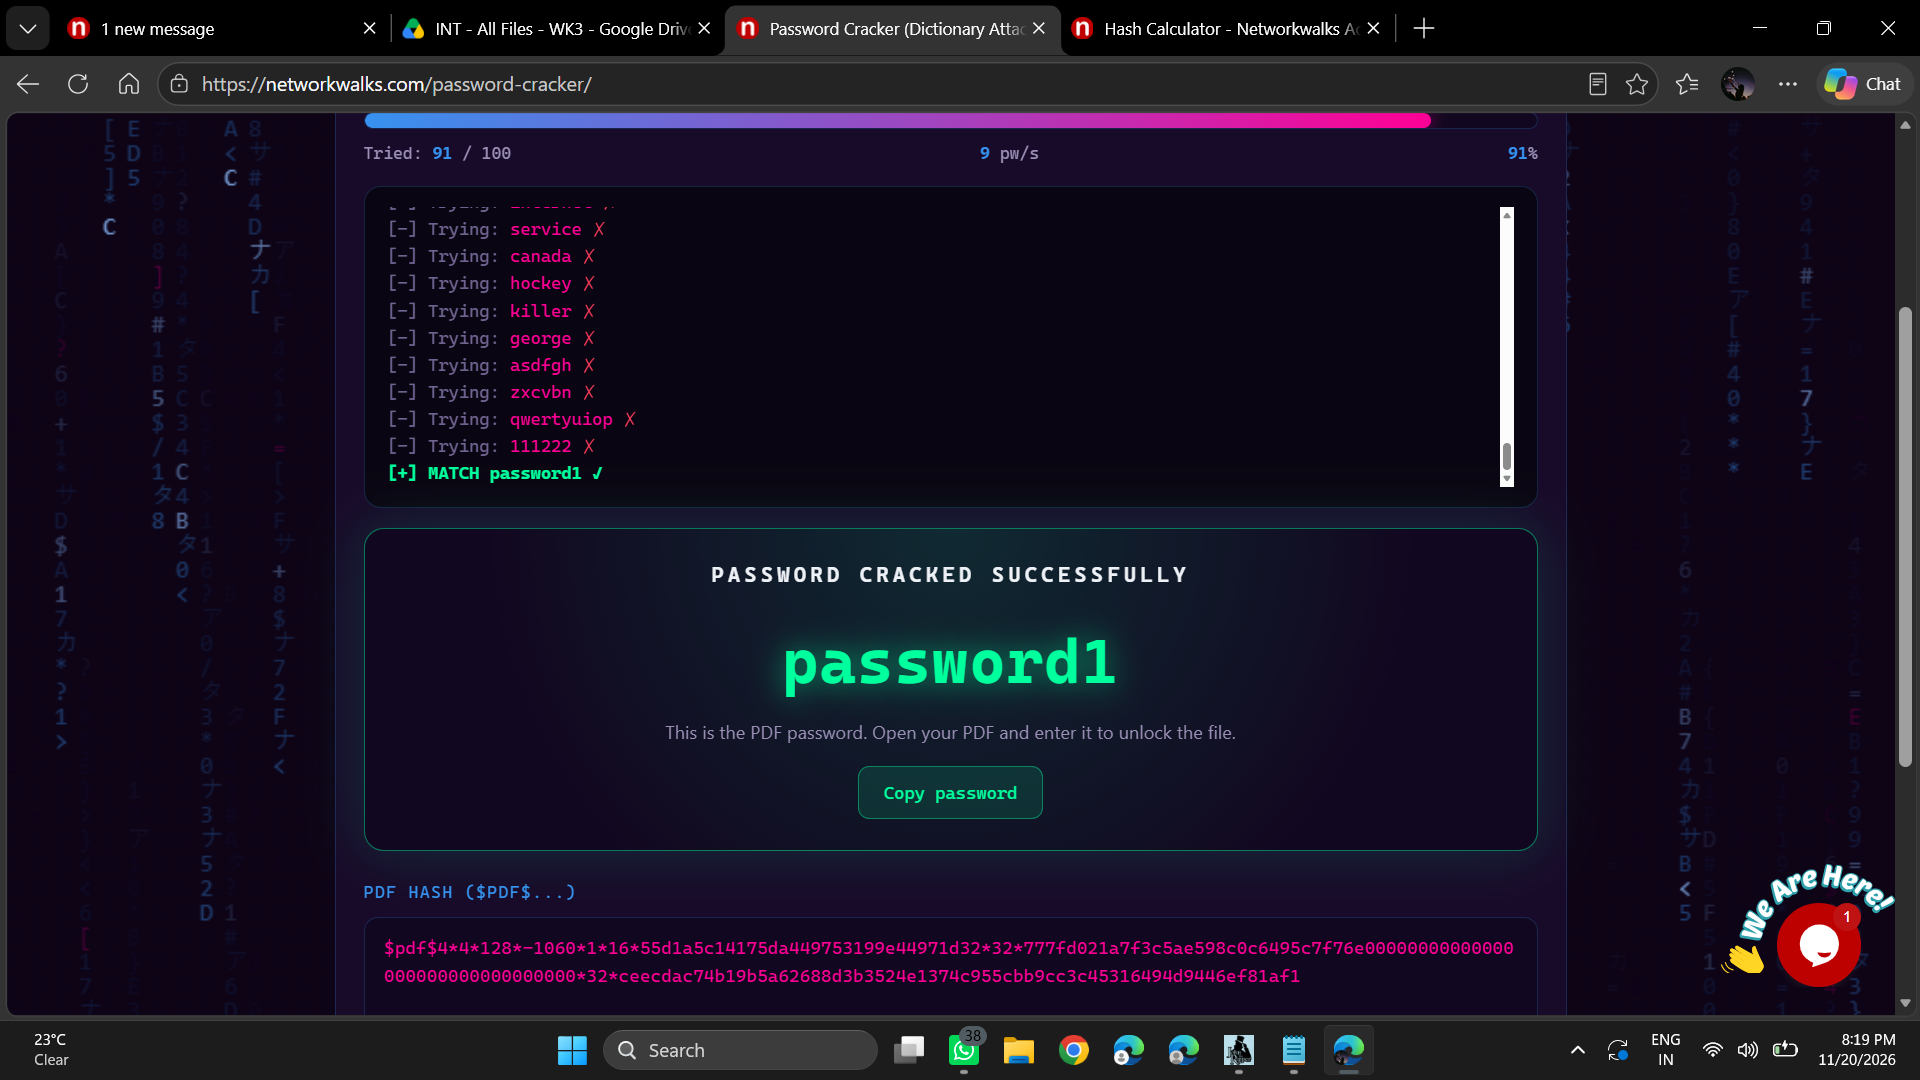 1 new message
INT - All Files - WK3 - Google Driv
Password Cracker (Dictionary Attac
Hash Calculator - Networkwalks Ac
https://networkwalks.com/password-cracker/
Chat
Tried: 91 / 100
9 pw/s
91%
[-] Trying: service ✗
[-] Trying: canada ✗
[-] Trying: hockey ✗
[-] Trying: killer ✗
[-] Trying: george ✗
[-] Trying: asdfgh ✗
[-] Trying: zxcvbn ✗
[-] Trying: qwertyuiop ✗
[-] Trying: 111222 ✗
[+] MATCH password1 ✓
PASSWORD CRACKED SUCCESSFULLY
password1
This is the PDF password. Open your PDF and enter it to unlock the file.
Copy password
PDF HASH ($PDF$...)
$pdf$4*4*128*-1060*1*16*55d1a5c14175da449753199e44971d32*32*777fd021a7f3c5ae598c0c6495c7f76e00000000000000
0000000000000000000*32*ceecdac74b19b5a62688d3b3524e1374c955cbb9cc3c45316494d9446ef81af1
We Are Here!
1
23°C
Clear
Search
38
ENG
IN
8:19 PM
11/20/2026